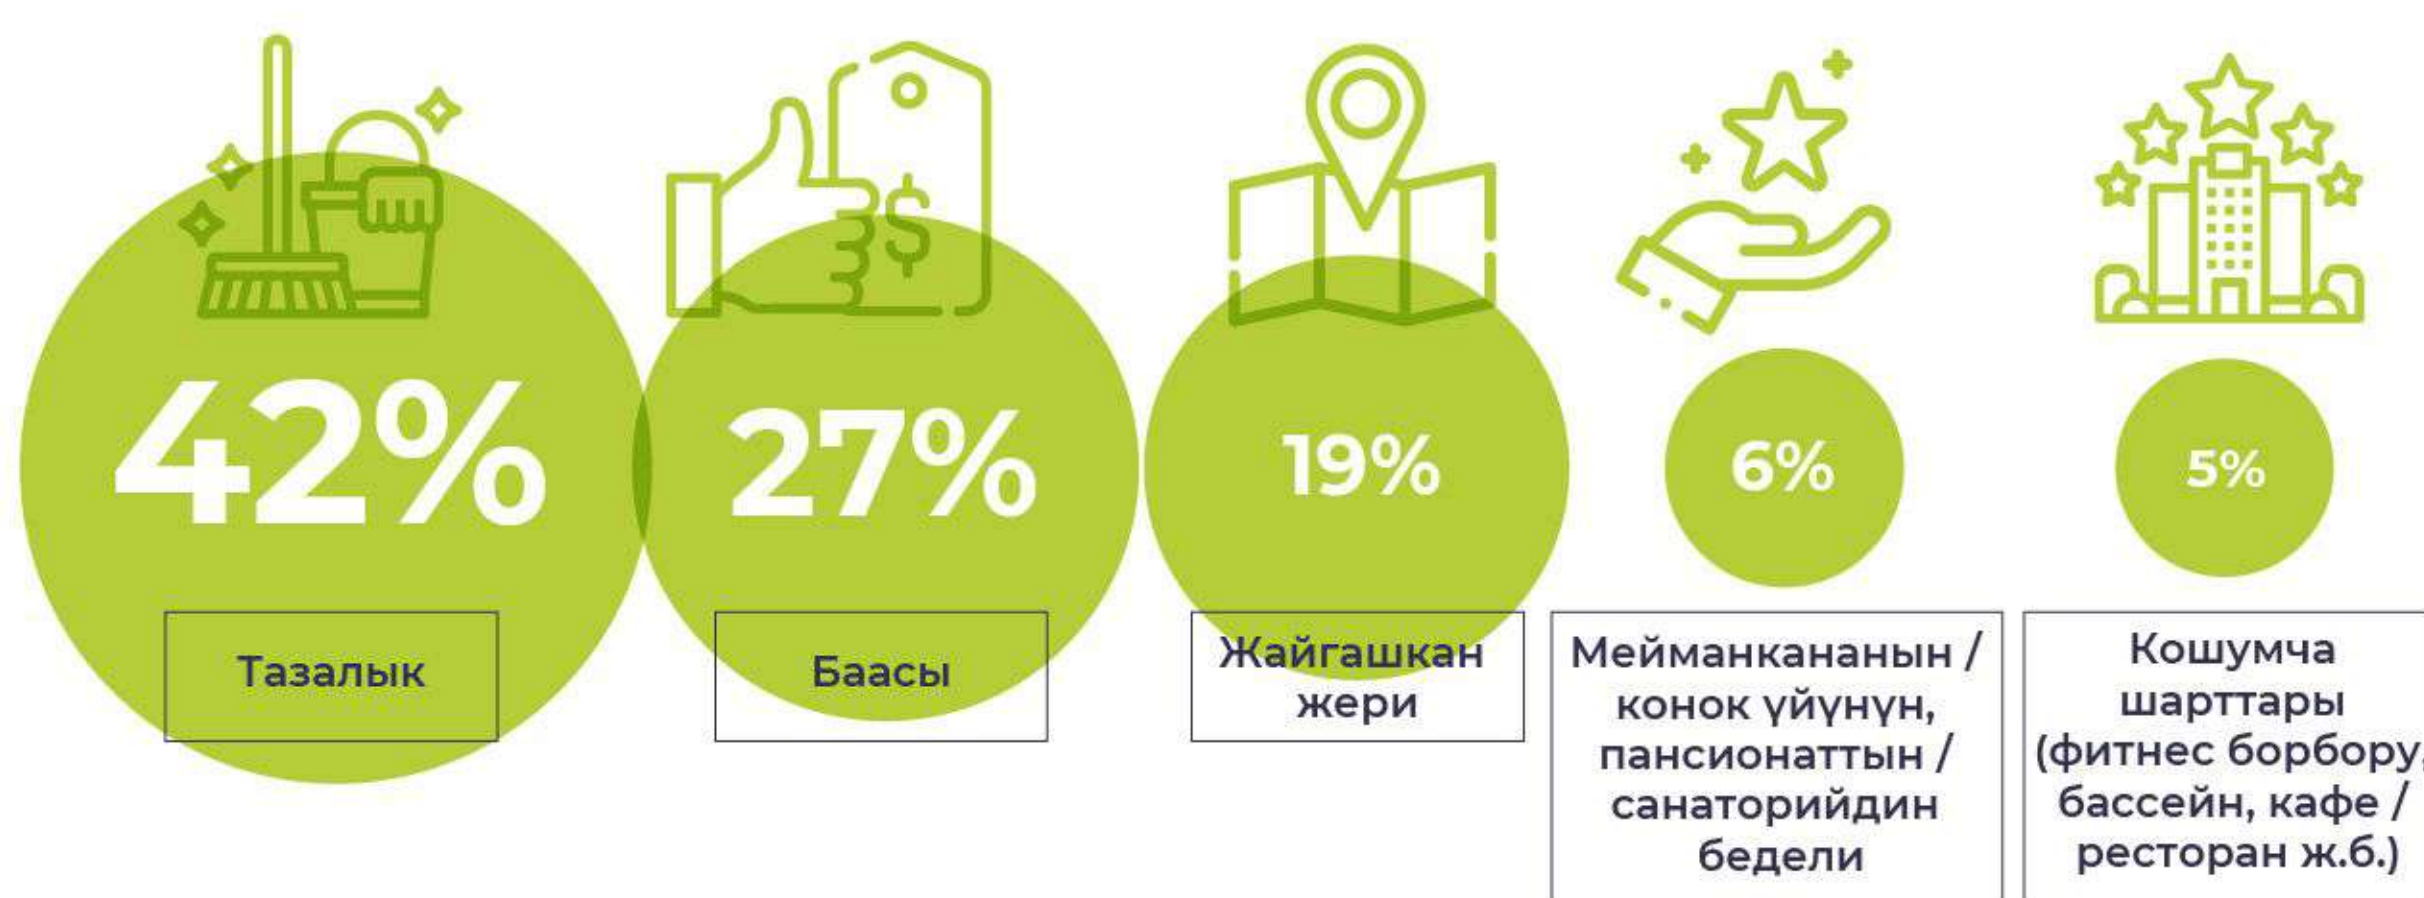 42%
27%
19%
6%
5%
Тазалык
Баасы
Жайгашкан
жери
Мейманкананын /
конок үйүнүн,
пансионаттын /
санаторийдин
бедели
Кошумча
шарттары
(фитнес борбору,
бассейн, кафе /
ресторан ж.б.)